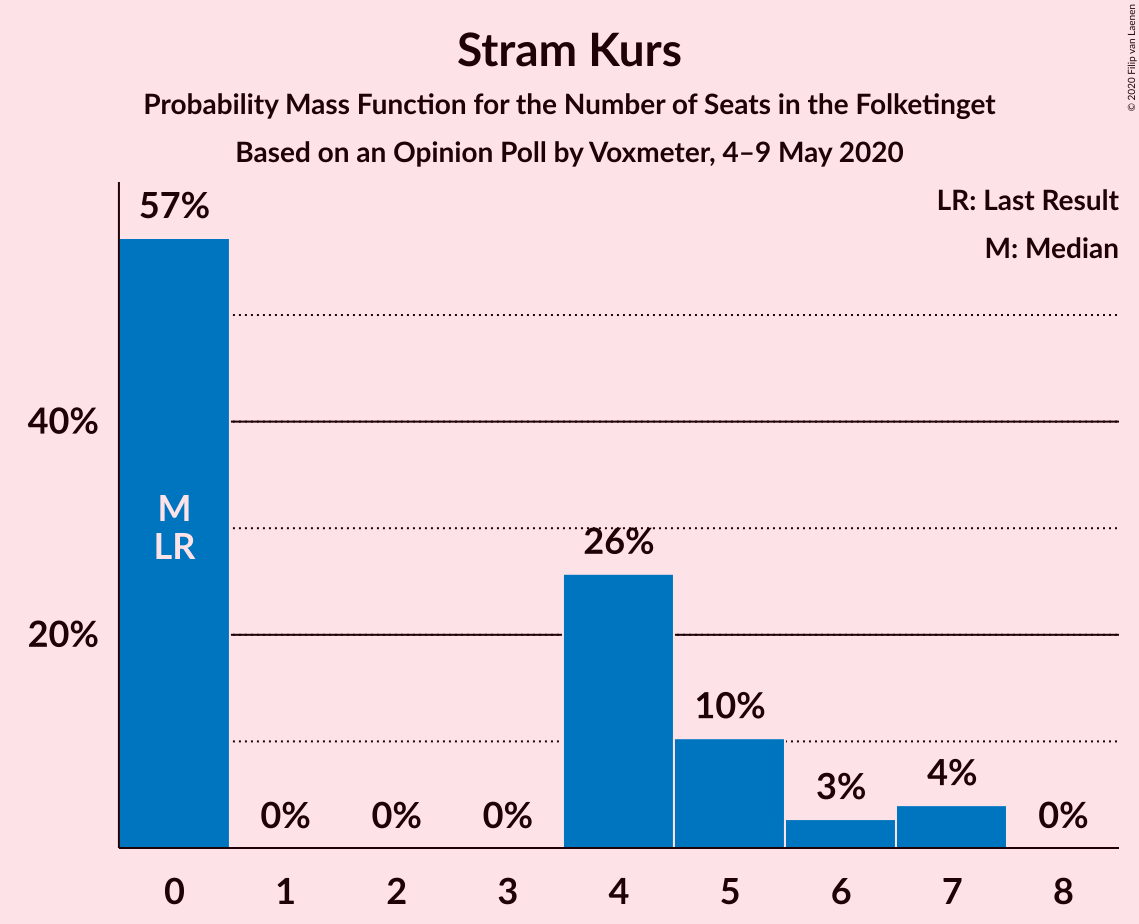 Stram Kurs
Probability Mass Function for the Number of Seats in the Folketinget
Based on an Opinion Poll by Voxmeter, 4–9 May 2020
© 2020 Filip van Laenen
LR: Last Result
M: Median
57%
40%
20%
M
LR
0%
0%
0%
26%
10%
3%
4%
0%
0
1
2
3
4
5
6
7
8